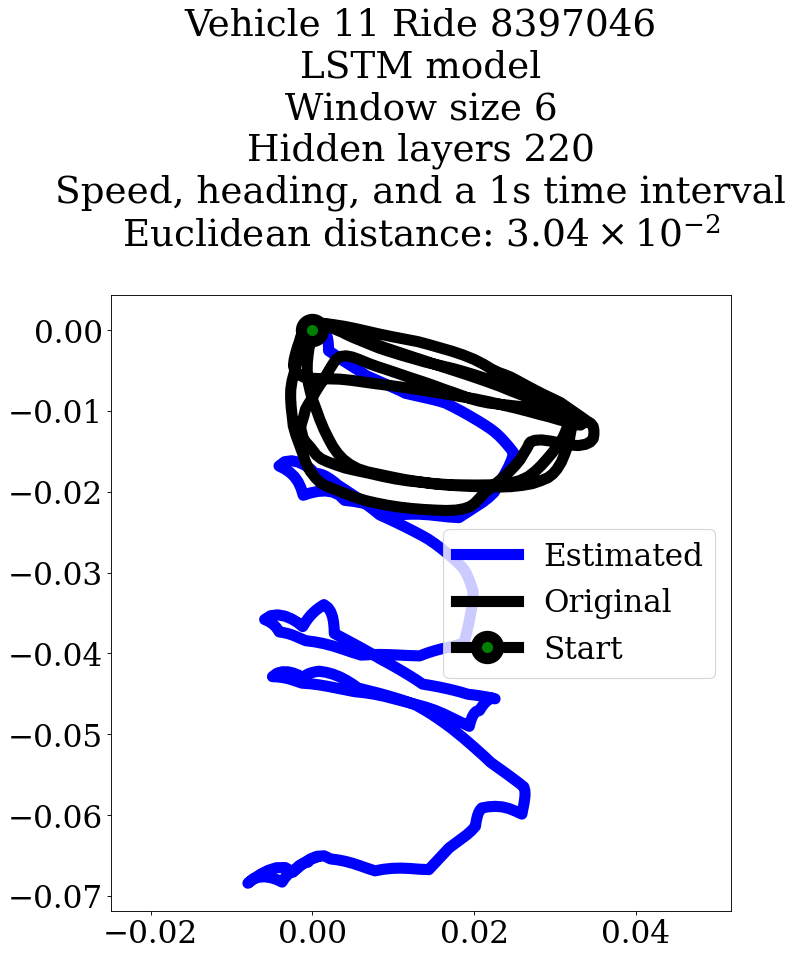 Vehicle 11 Ride 8397046
LSTM model
Window size 6
Hidden layers 220
Speed, heading, and a 1s time interval
Euclidean distance: 3.04 × 10⁻²
0.00
−0.01
−0.02
−0.03
−0.04
−0.05
−0.06
−0.07
Estimated
Original
Start
−0.02 0.00 0.02 0.04